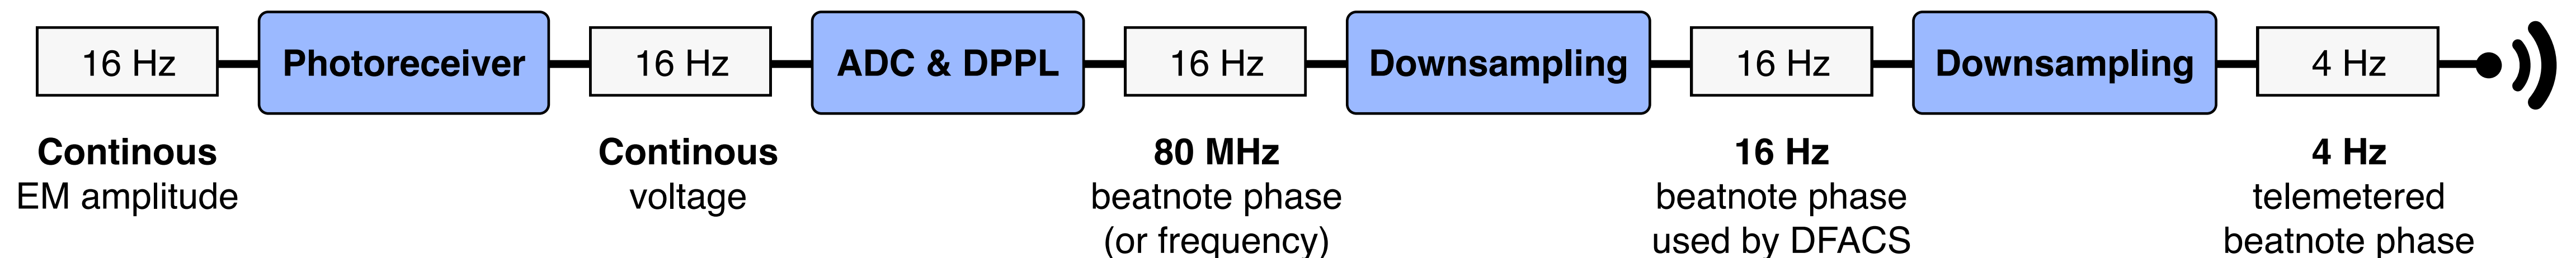 16 Hz
Photoreceiver
16 Hz
ADC & DPPL
16 Hz
Downsampling
16 Hz
Downsampling
4 Hz
Continous
EM amplitude
Continous
voltage
80 MHz
beatnote phase
(or frequency)
16 Hz
beatnote phase
used by DFACS
4 Hz
telemetered
beatnote phase